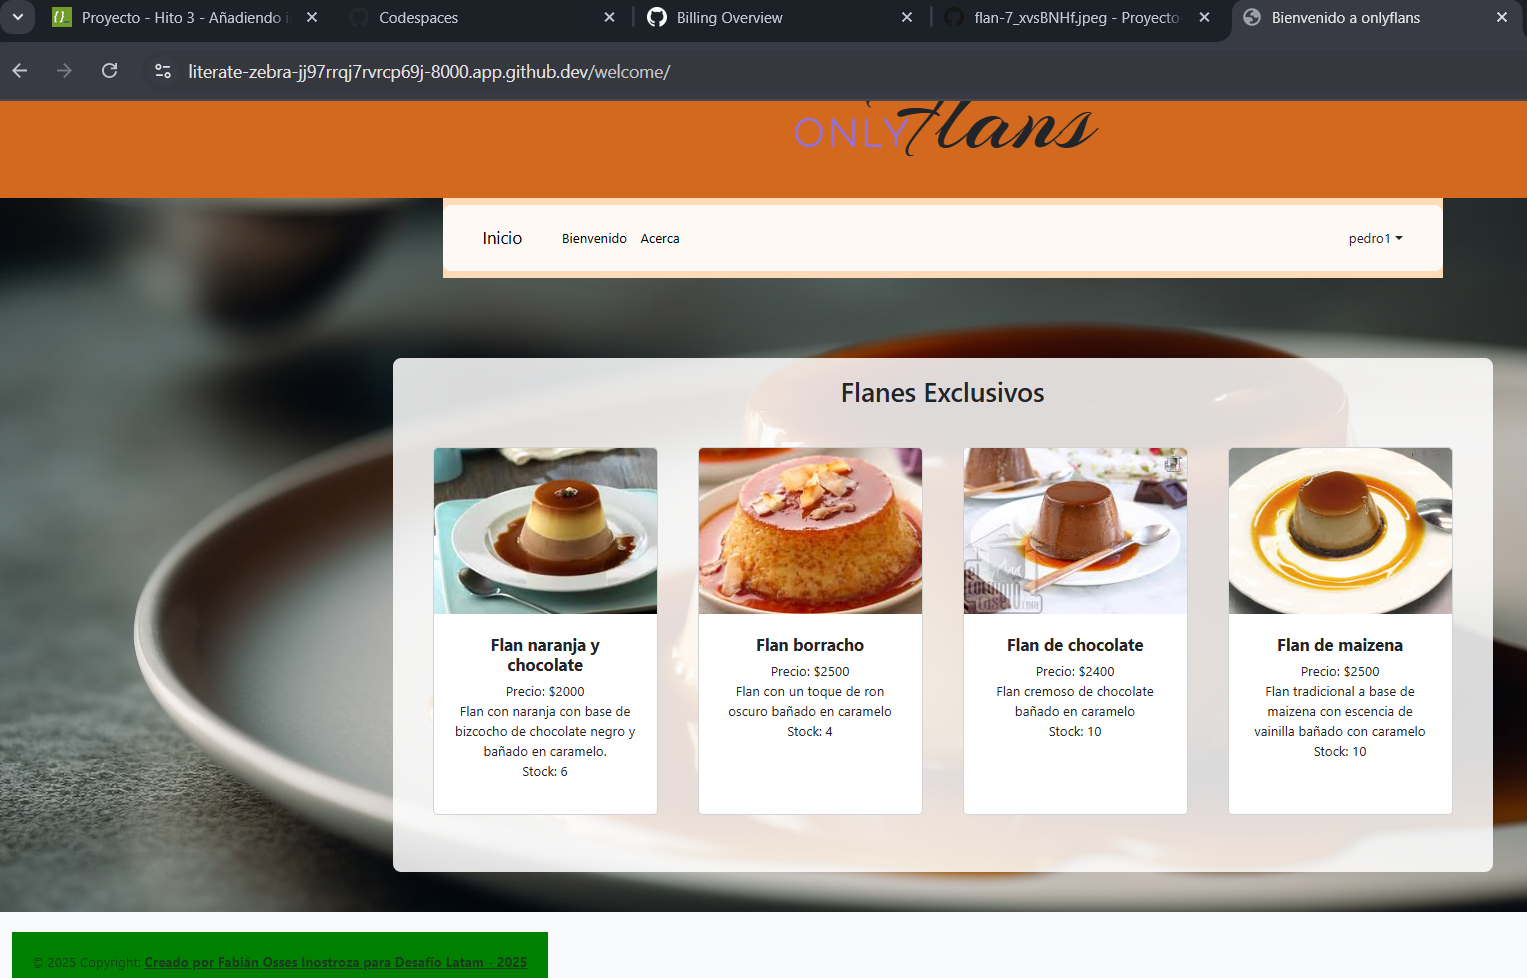 Proyecto - Hito 3 - Añadiendo i
Codespaces
Billing Overview
flan-7_xvsBNHf.jpeg - Proyecto
Bienvenido a onlyflans
literate-zebra-jj97rrqj7rvrcp69j-8000.app.github.dev/welcome/
ONLY flans
Inicio Bienvenido Acerca pedro1
Flanes Exclusivos
Flan naranja y
chocolate
Precio: $2000
Flan con naranja con base de
bizcocho de chocolate negro y
bañado en caramelo.
Stock: 6
Flan borracho
Precio: $2500
Flan con un toque de ron
oscuro bañado en caramelo
Stock: 4
Flan de chocolate
Precio: $2400
Flan cremoso de chocolate
bañado en caramelo
Stock: 10
Flan de maizena
Precio: $2500
Flan tradicional a base de
maizena con escencia de
vainilla bañado con caramelo
Stock: 10
© 2025 Copyright: Creado por Fabián Osses Inostroza para Desafío Latam - 2025